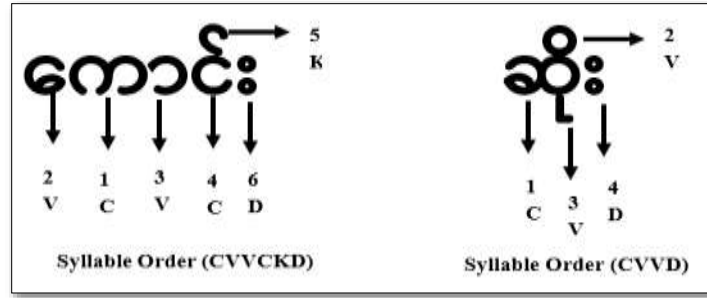 ကောင်း
5
K
2 1 3 4 6
V C V C D
Syllable Order (CVVCKD)
ဆိုး
2
V
1 3 4
C V D
Syllable Order (CVVD)